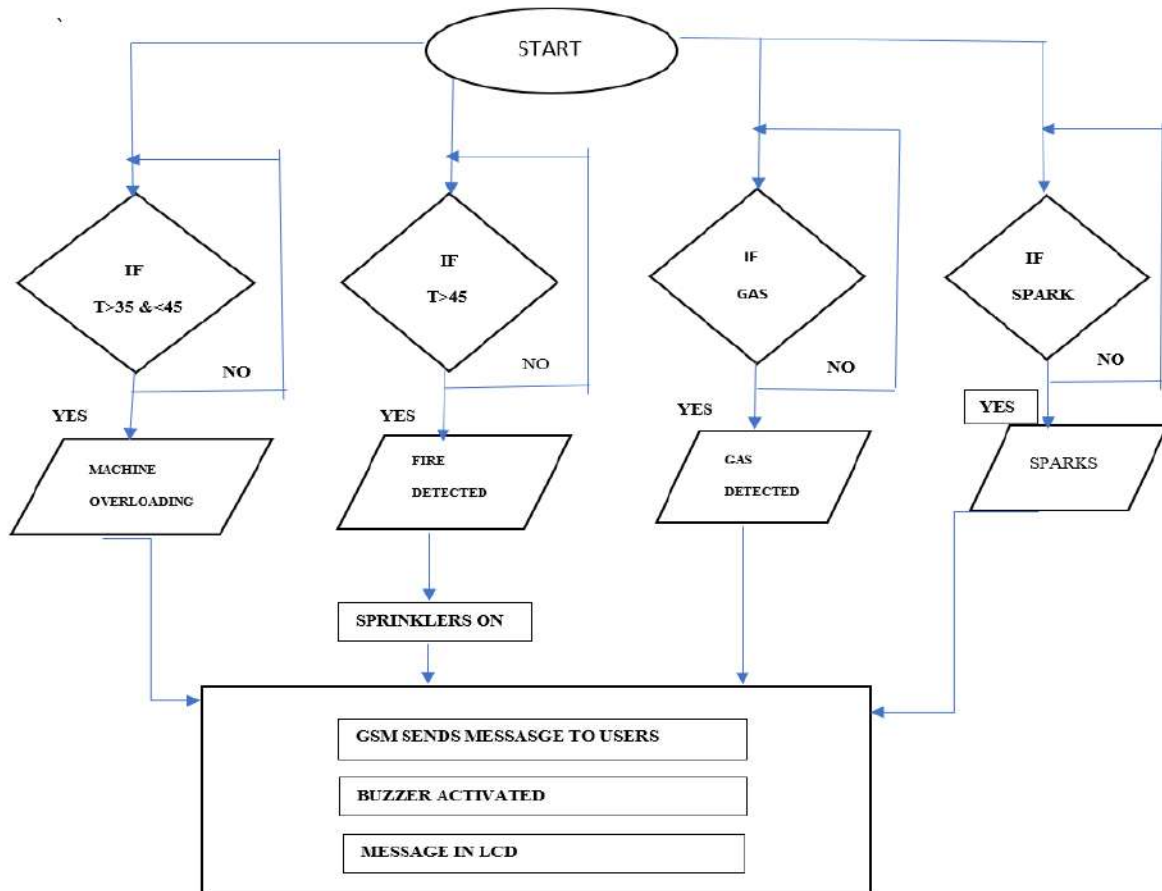 `
START
IF
T>35 &<45
IF
T>45
IF
GAS
IF
SPARK
NO
NO
NO
NO
YES
YES
YES
YES
MACHINE
OVERLOADING
FIRE
DETECTED
GAS
DETECTED
SPARKS
SPRINKLERS ON
GSM SENDS MESSASGE TO USERS
BUZZER ACTIVATED
MESSAGE IN LCD